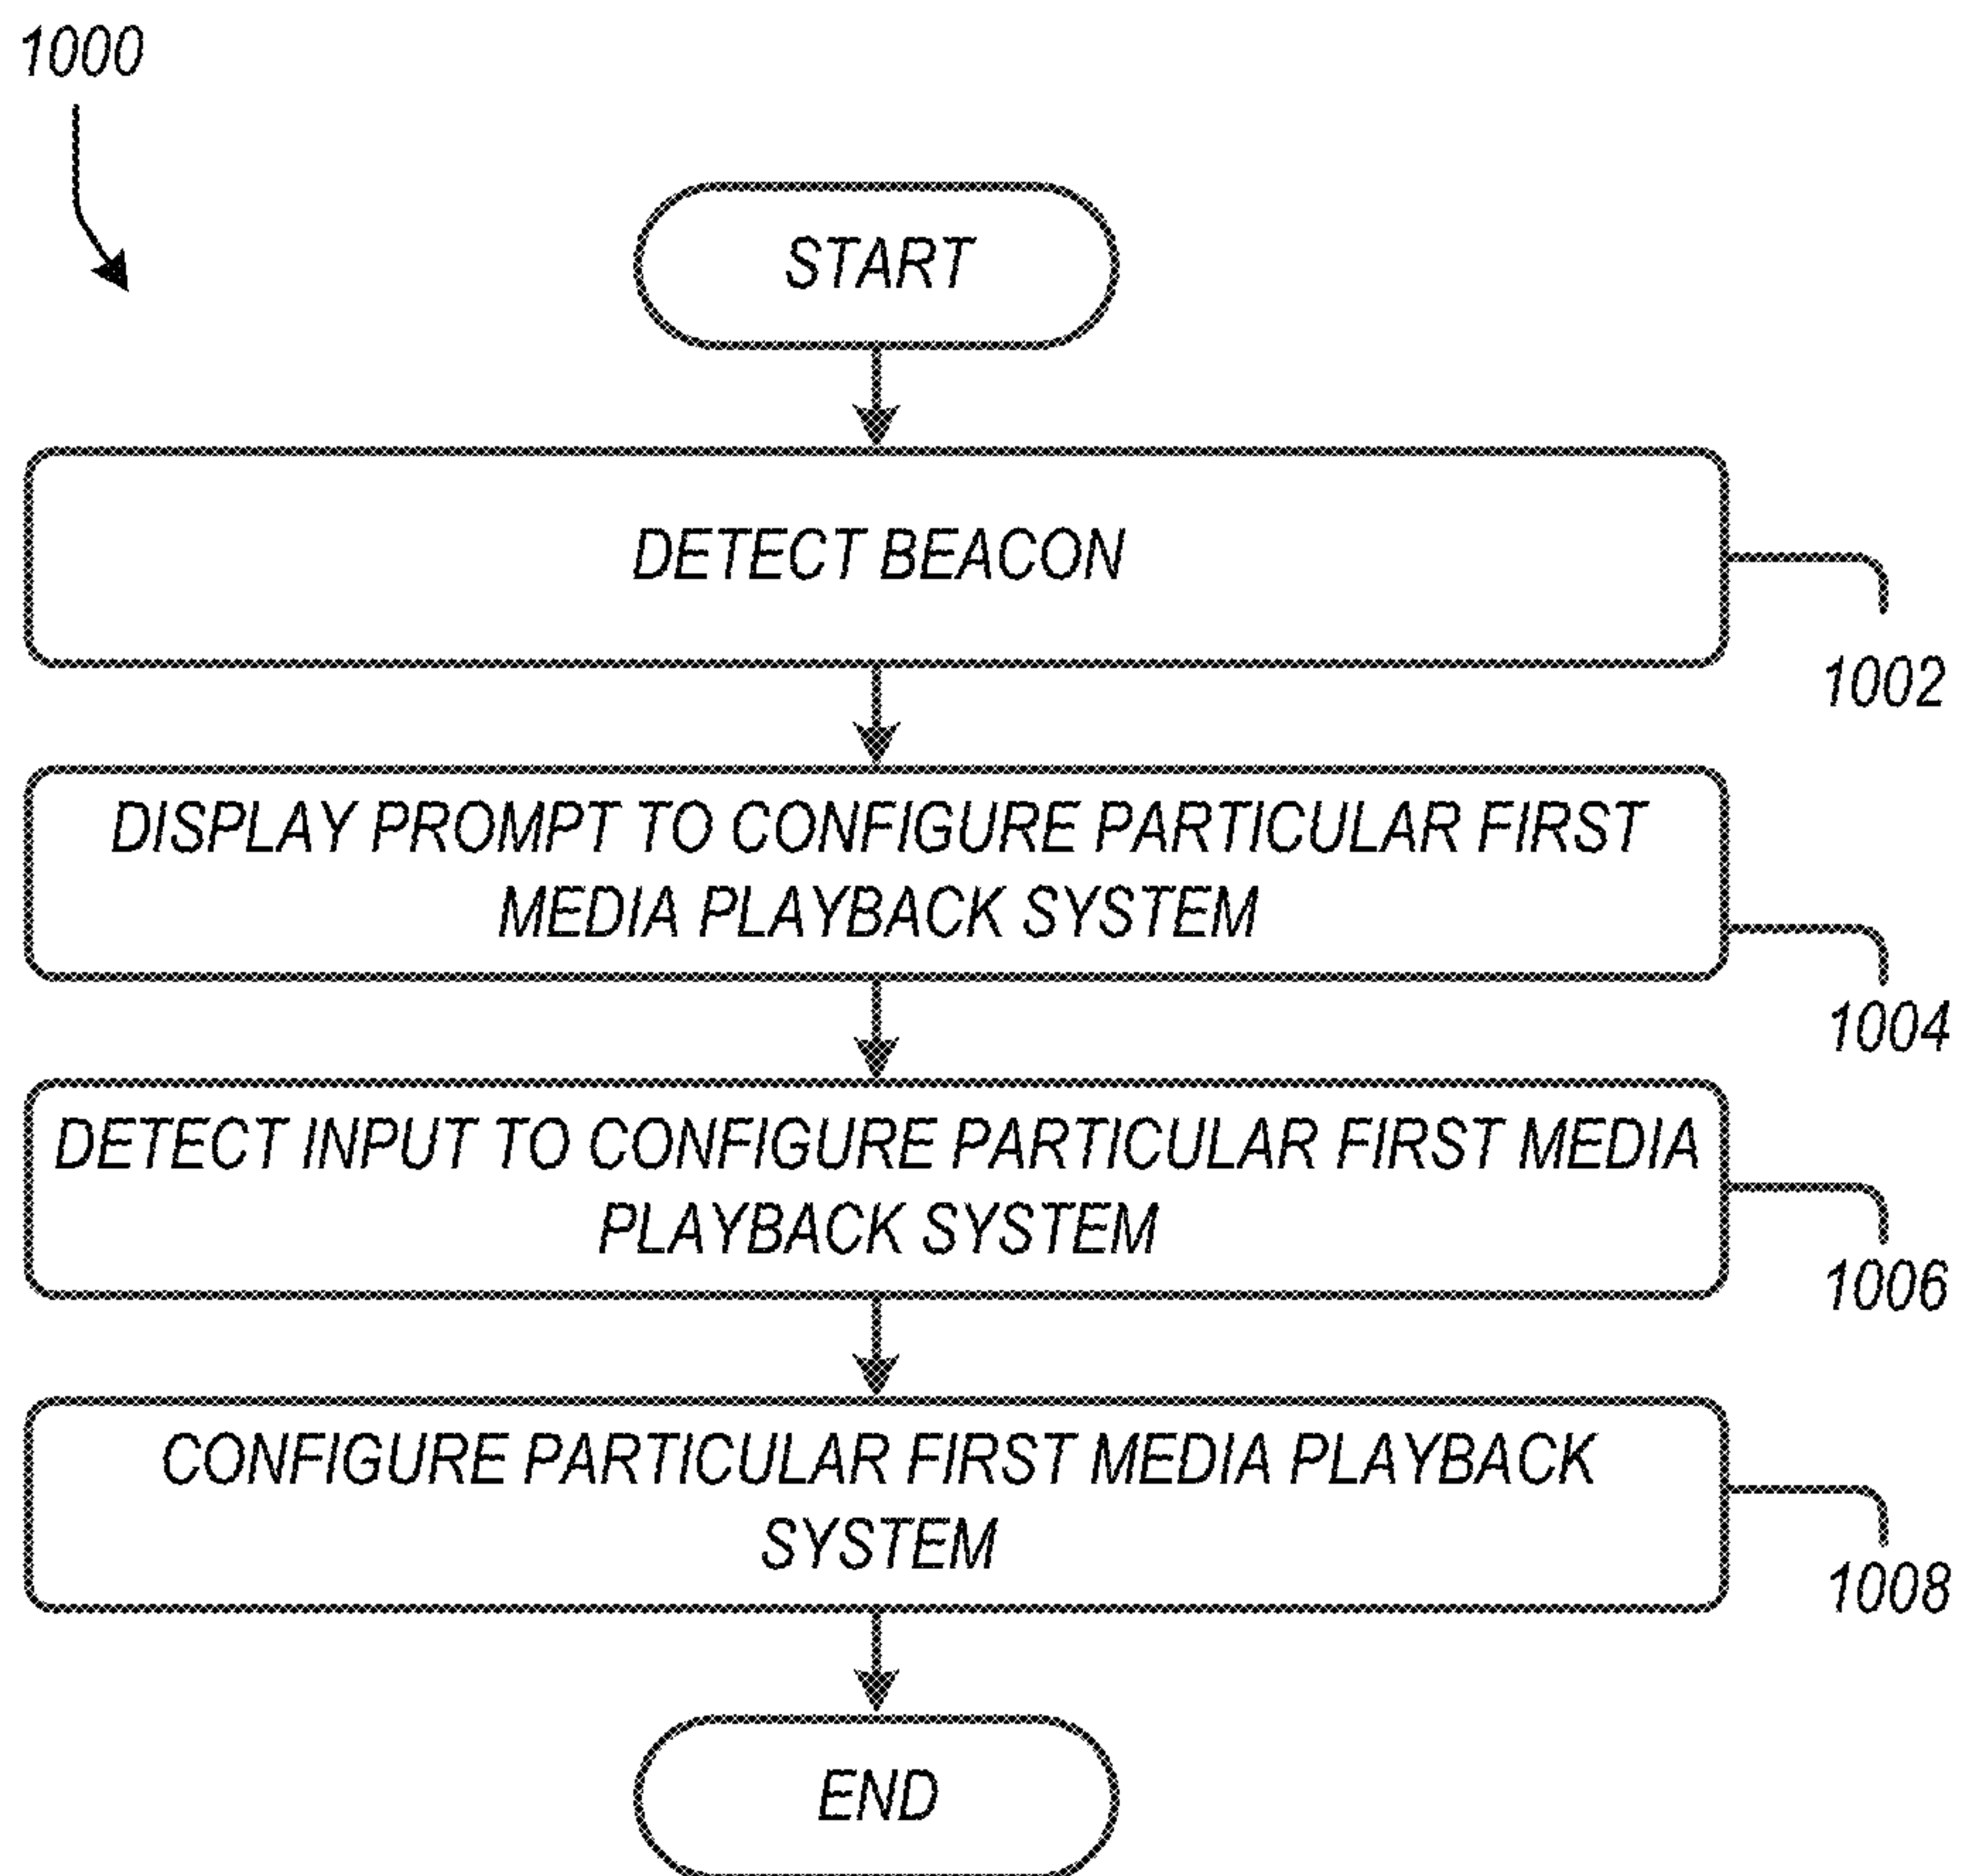 1000
START
DETECT BEACON
1002
DISPLAY PROMPT TO CONFIGURE PARTICULAR FIRST
MEDIA PLAYBACK SYSTEM
1004
DETECT INPUT TO CONFIGURE PARTICULAR FIRST MEDIA
PLAYBACK SYSTEM
1006
CONFIGURE PARTICULAR FIRST MEDIA PLAYBACK
SYSTEM
1008
END